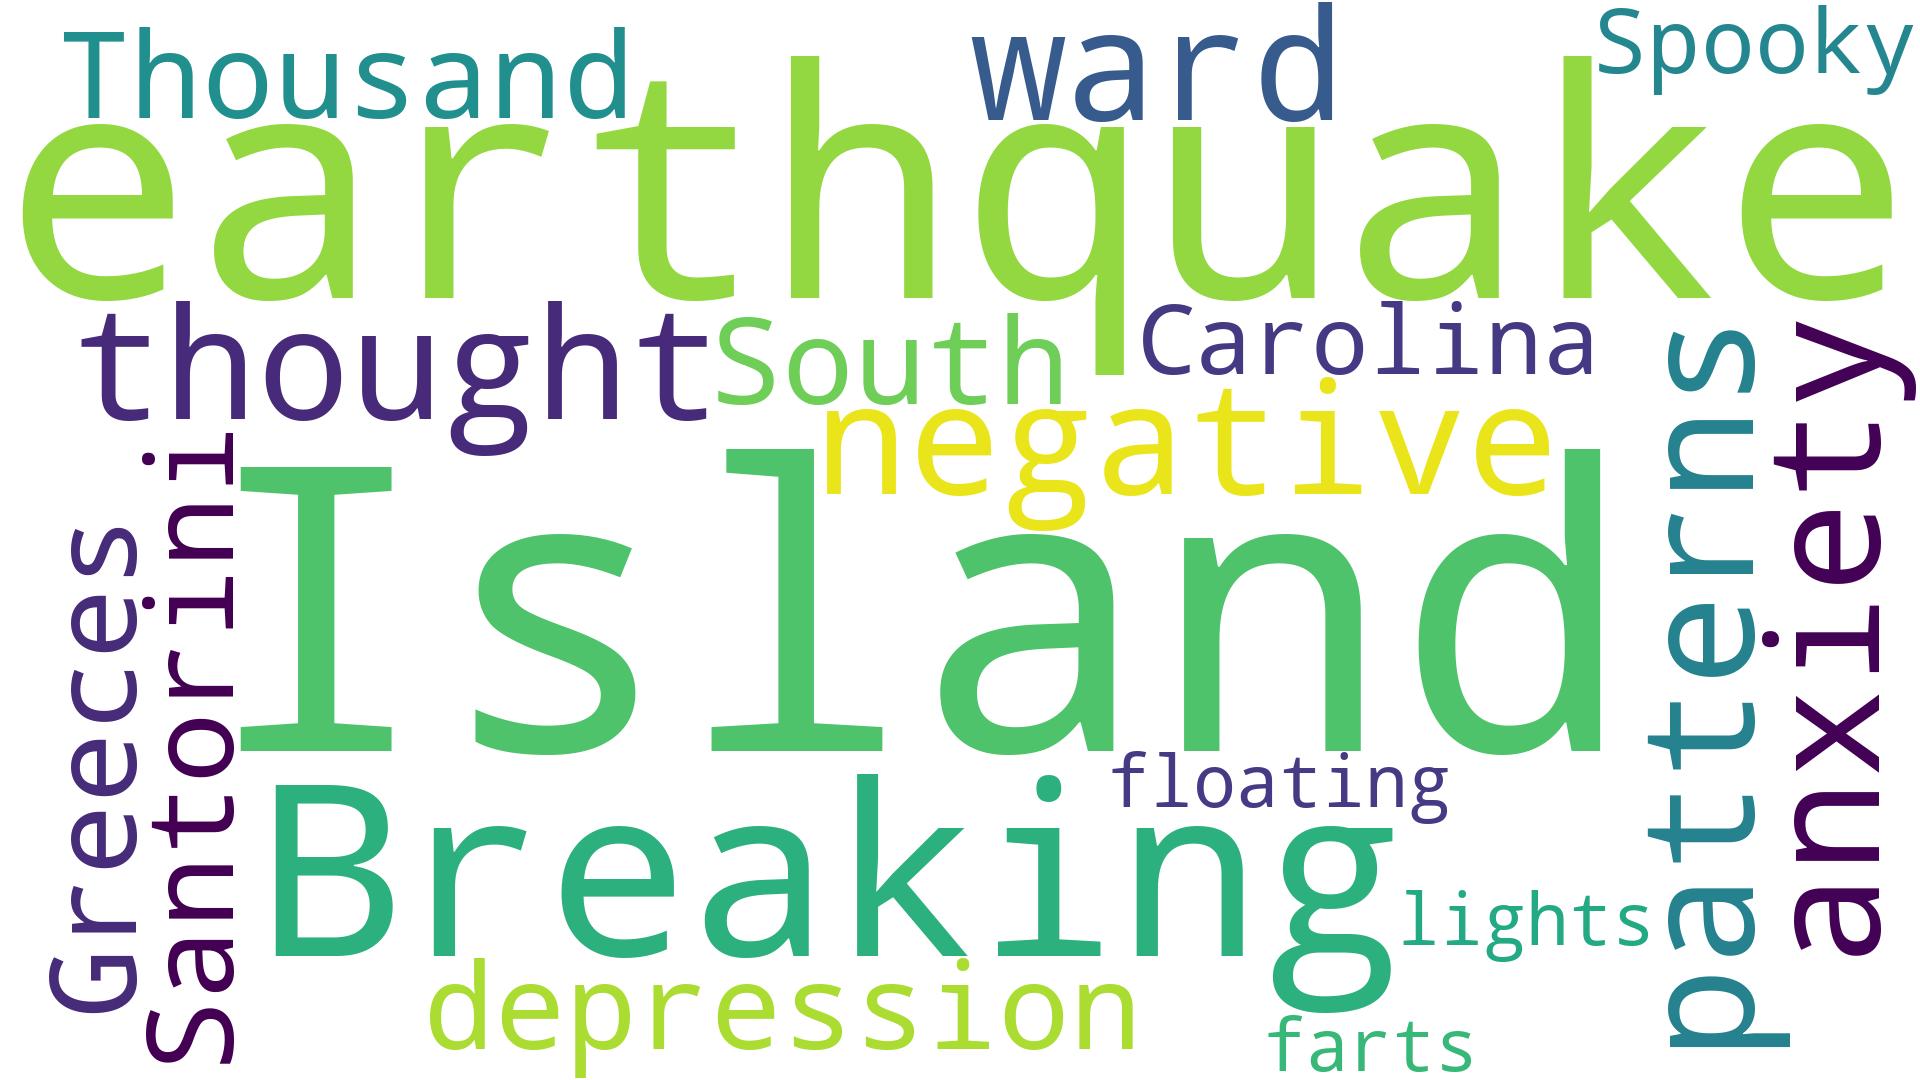 Thousand
ward
Spooky
earthquake
thought
South
Carolina
negative
patterns
anxiety
Greeces
Santorini
Island
floating
Breaking
lights
depression
farts